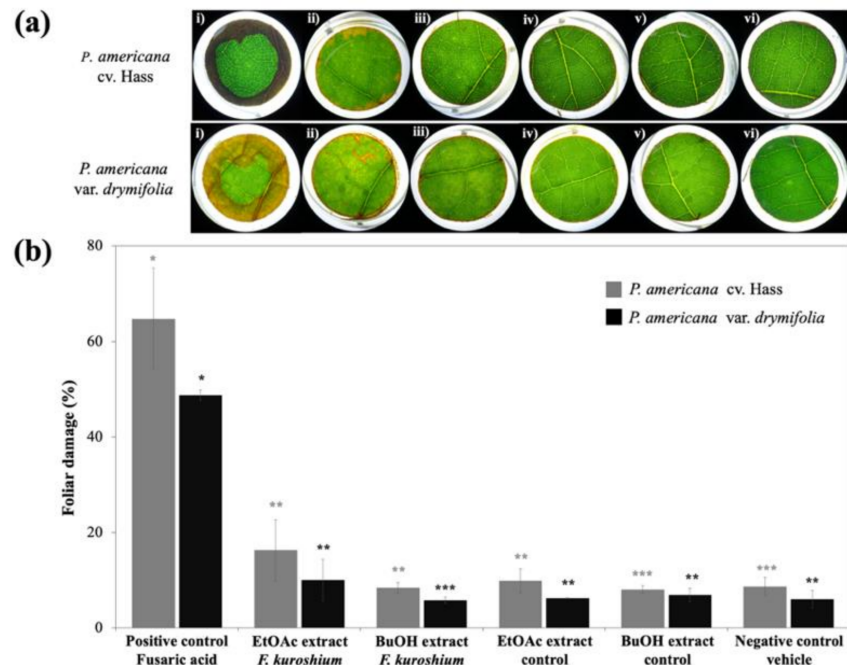 (a)
P. americana
cv. Hass
i) ii) iii) iv) v) vi)
P. americana
var. drymifolia
i) ii) iii) iv) v) vi)
(b)
80
60
40
20
0
Foliar damage (%)
P. americana cv. Hass
P. americana var. drymifolia
* * ** ** ** *** ** ** *** ** *** **
Positive control
Fusaric acid
EtOAc extract
F. kuroshium
BuOH extract
F. kuroshium
EtOAc extract
control
BuOH extract
control
Negative control
vehicle